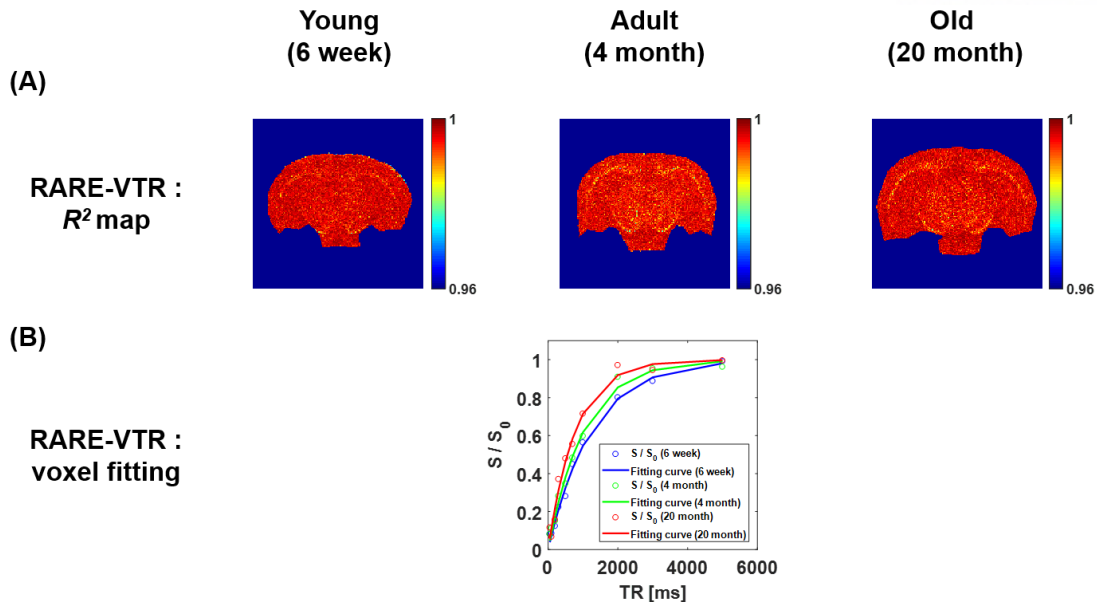 Young
(6 week)
Adult
(4 month)
Old
(20 month)
(A)
RARE-VTR :
R² map
1
0.96
1
0.96
1
0.96
(B)
RARE-VTR :
voxel fitting
S / S₀
1
0.8
0.6
0.4
0.2
0
S / S₀ (6 week)
Fitting curve (6 week)
S / S₀ (4 month)
Fitting curve (4 month)
S / S₀ (20 month)
Fitting curve (20 month)
0
2000
4000
6000
TR [ms]